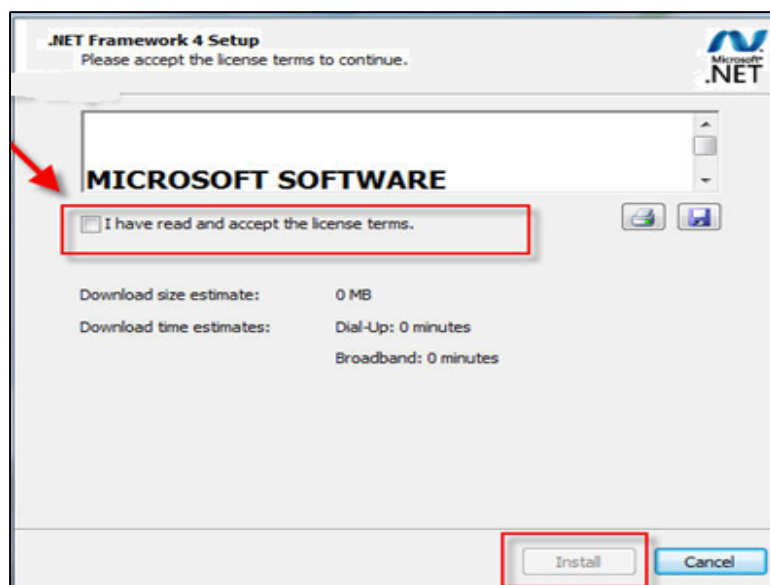 .NET Framework 4 Setup
Please accept the license terms to continue.
Microsoft
.NET
MICROSOFT SOFTWARE
I have read and accept the license terms.
Download size estimate: 0 MB
Download time estimates: Dial-Up: 0 minutes
Broadband: 0 minutes
Install Cancel